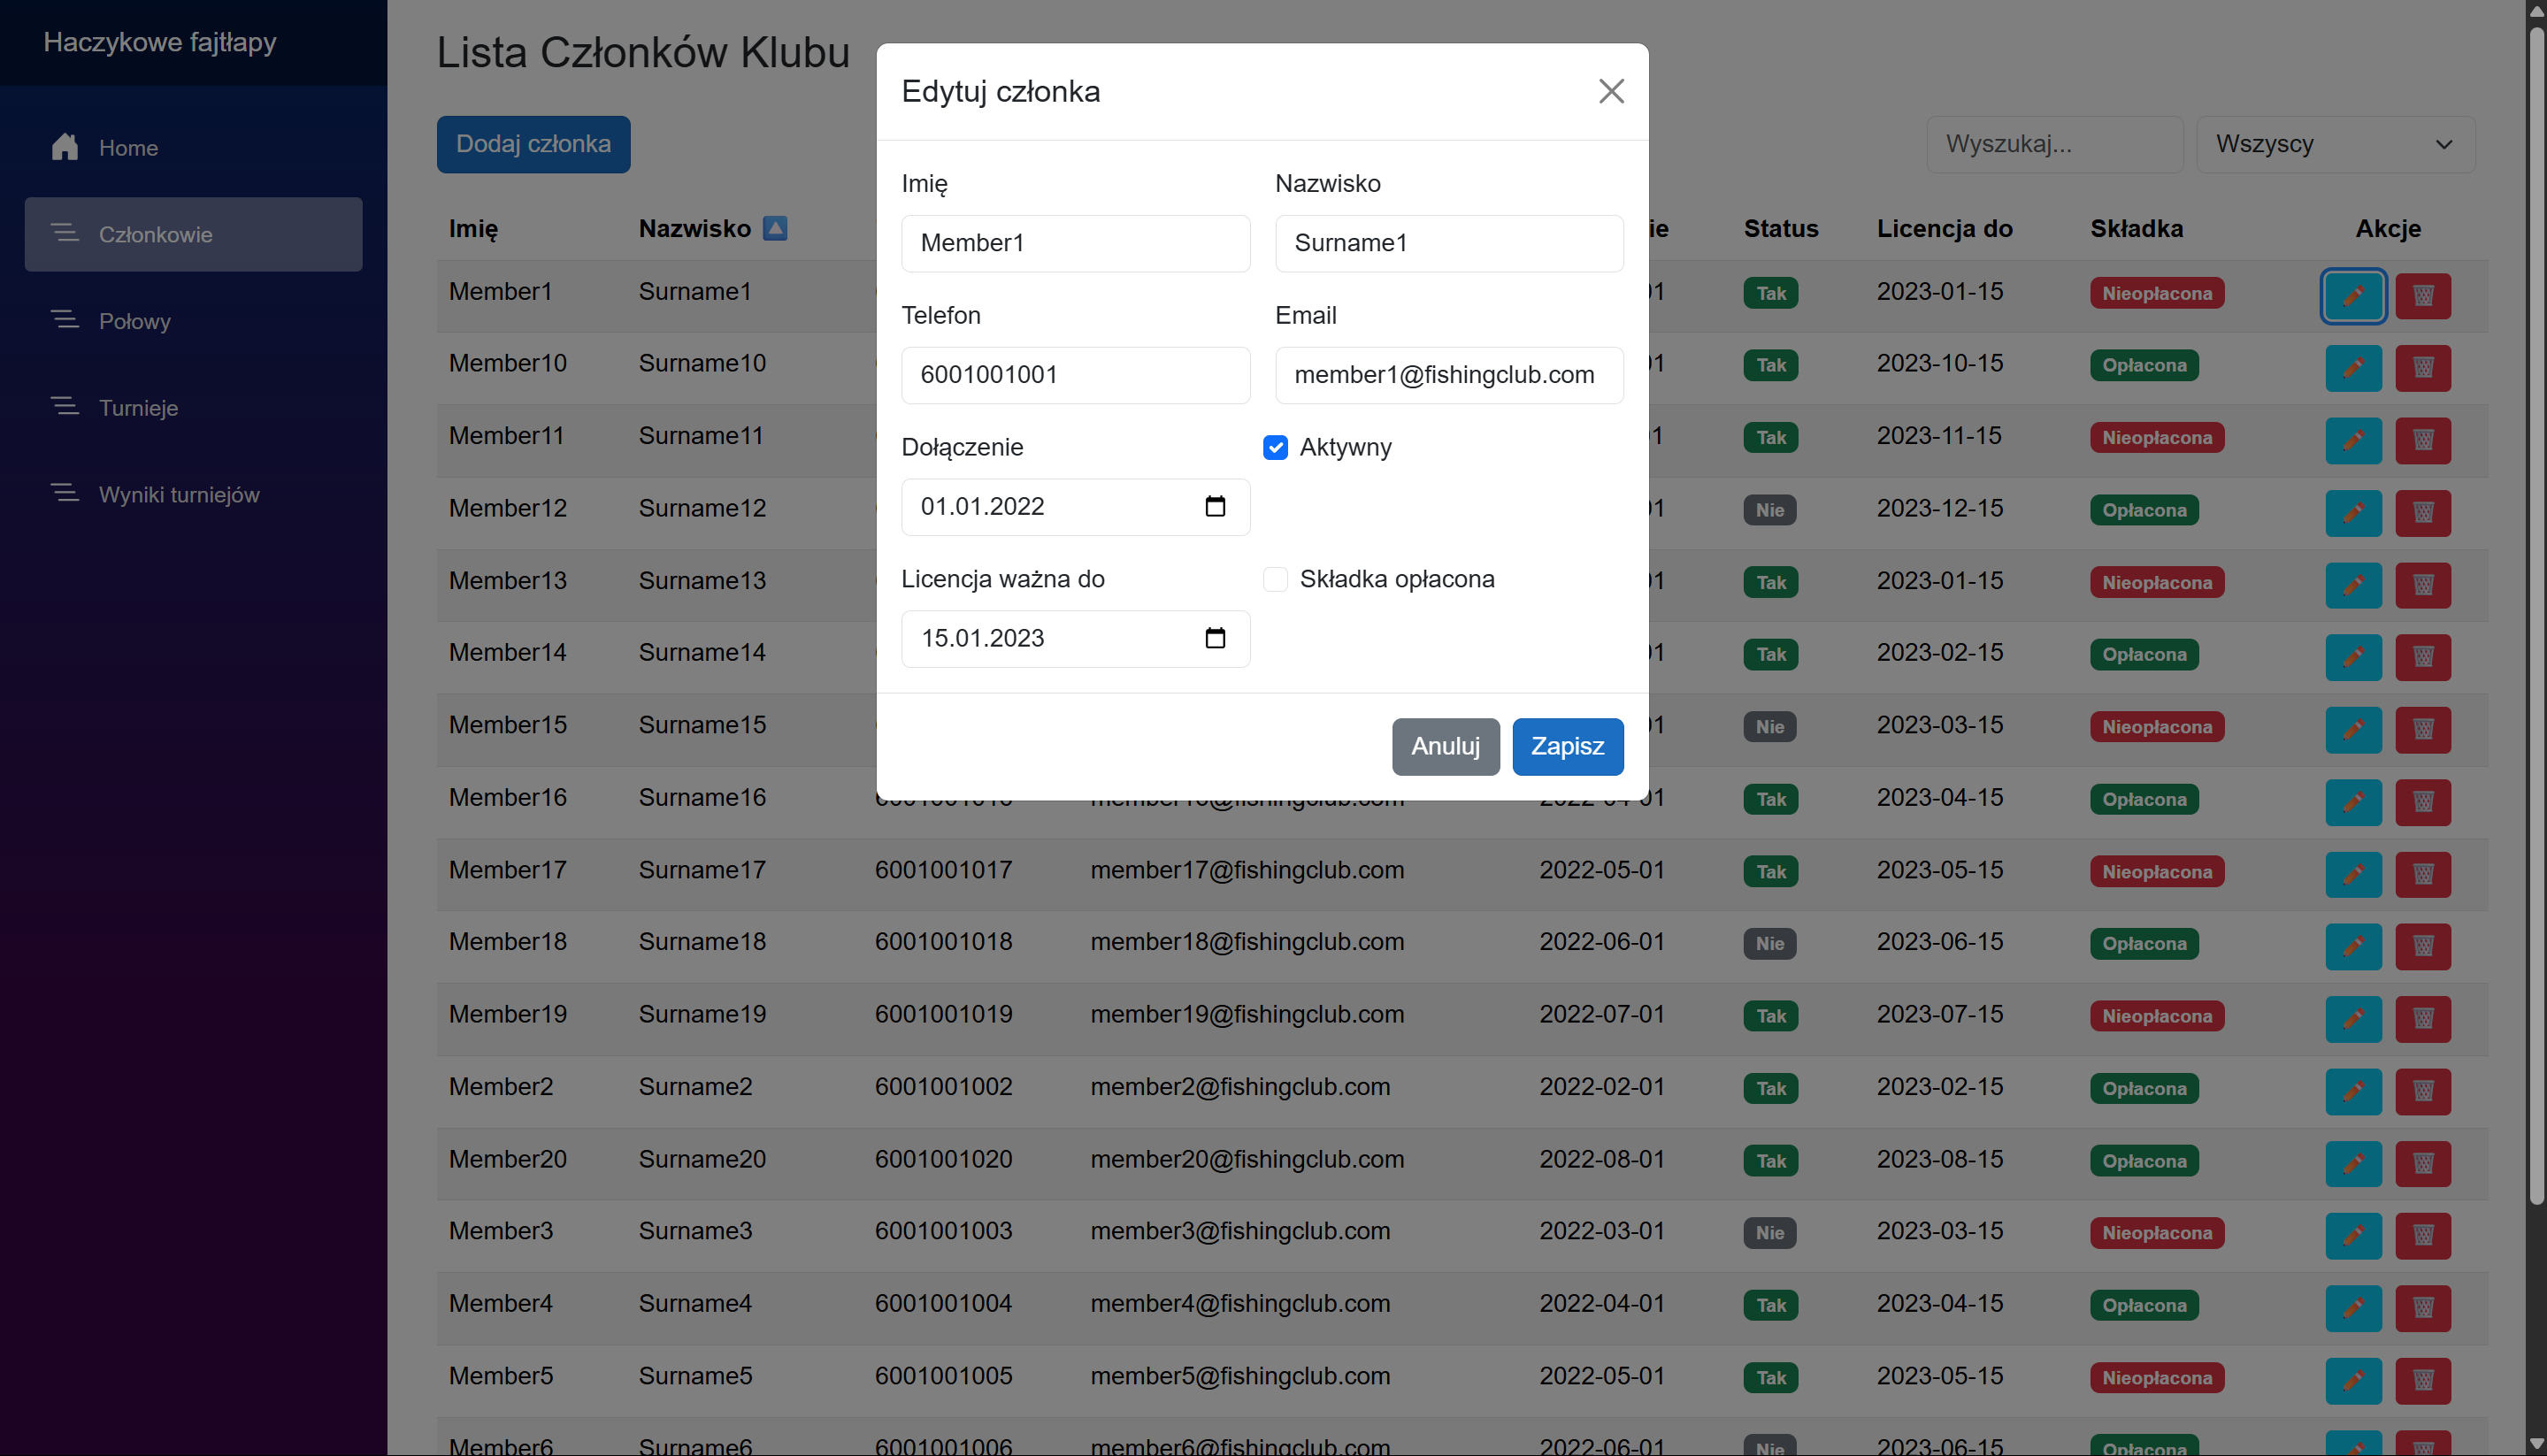 Haczykowe fajtłapy
Home
Członkowie
Połowy
Turnieje
Wyniki turniejów
Lista Członków Klubu
Dodaj członka
Wyszukaj...
Wszyscy
Imię Nazwisko Status Licencja do Składka Akcje
Member1 Surname1 Tak 2023-01-15 Nieopłacona
Member10 Surname10 Tak 2023-10-15 Opłacona
Member11 Surname11 Tak 2023-11-15 Nieopłacona
Member12 Surname12 Nie 2023-12-15 Opłacona
Member13 Surname13 Tak 2023-01-15 Nieopłacona
Member14 Surname14 Tak 2023-02-15 Opłacona
Member15 Surname15 Nie 2023-03-15 Nieopłacona
Member16 Surname16 Tak 2023-04-15 Opłacona
Member17 Surname17 6001001017 member17@fishingclub.com 2022-05-01 Tak 2023-05-15 Nieopłacona
Member18 Surname18 6001001018 member18@fishingclub.com 2022-06-01 Nie 2023-06-15 Opłacona
Member19 Surname19 6001001019 member19@fishingclub.com 2022-07-01 Tak 2023-07-15 Nieopłacona
Member2 Surname2 6001001002 member2@fishingclub.com 2022-02-01 Tak 2023-02-15 Opłacona
Member20 Surname20 6001001020 member20@fishingclub.com 2022-08-01 Tak 2023-08-15 Opłacona
Member3 Surname3 6001001003 member3@fishingclub.com 2022-03-01 Nie 2023-03-15 Nieopłacona
Member4 Surname4 6001001004 member4@fishingclub.com 2022-04-01 Tak 2023-04-15 Opłacona
Member5 Surname5 6001001005 member5@fishingclub.com 2022-05-01 Tak 2023-05-15 Nieopłacona
Member6 Surname6 6001001006 member6@fishingclub.com 2022-06-01 Nie 2023-06-15 Opłacona
Edytuj członka
Imię Nazwisko
Member1 Surname1
Telefon Email
6001001001 member1@fishingclub.com
Dołączenie Aktywny
01.01.2022
Licencja ważna do Składka opłacona
15.01.2023
Anuluj Zapisz